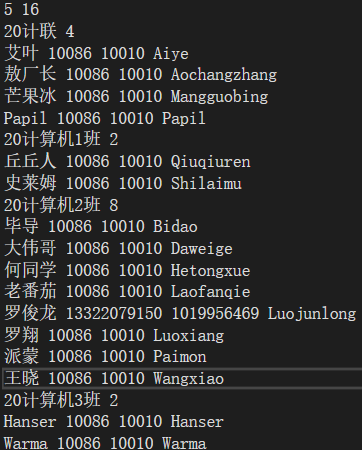 5 16
20计联 4
艾叶 10086 10010 Aiye
敖厂长 10086 10010 Aochangzhang
芒果冰 10086 10010 Mangguobing
Papil 10086 10010 Papil
20计算机1班 2
丘丘人 10086 10010 Qiuqiuren
史莱姆 10086 10010 Shilaimu
20计算机2班 8
毕导 10086 10010 Bidao
大伟哥 10086 10010 Daweige
何同学 10086 10010 Hetongxue
老番茄 10086 10010 Laofanqie
罗俊龙 13322079150 1019956469 Luojunlong
罗翔 10086 10010 Luoxiang
派蒙 10086 10010 Paimon
王晓 10086 10010 Wangxiao
20计算机3班 2
Hanser 10086 10010 Hanser
Warma 10086 10010 Warma